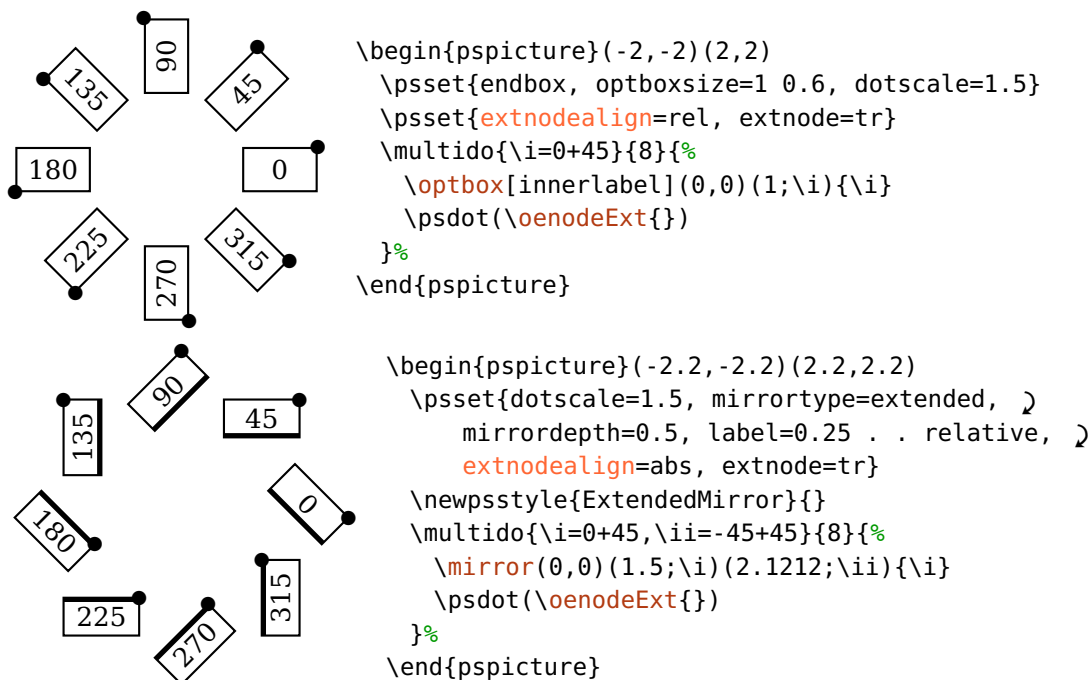 90
135
45
180
0
225
315
270
\begin{pspicture}(-2,-2)(2,2)
\psset{endbox, optboxsize=1 0.6, dotscale=1.5}
\psset{extnodealign=rel, extnode=tr}
\multido{\i=0+45}{8}{%
\optbox[innerlabel](0,0)(1;\i){\i}
\psdot(\oenodeExt{})
}%
\end{pspicture}
90
45
135
0
180
315
225
270
\begin{pspicture}(-2.2,-2.2)(2.2,2.2)
\psset{dotscale=1.5, mirrortype=extended,
mirrordepth=0.5, label=0.25 . . relative,
extnodealign=abs, extnode=tr}
\newpsstyle{ExtendedMirror}{}
\multido{\i=0+45,\ii=-45+45}{8}{%
\mirror(0,0)(1.5;\i)(2.1212;\ii){\i}
\psdot(\oenodeExt{})
}%
\end{pspicture}